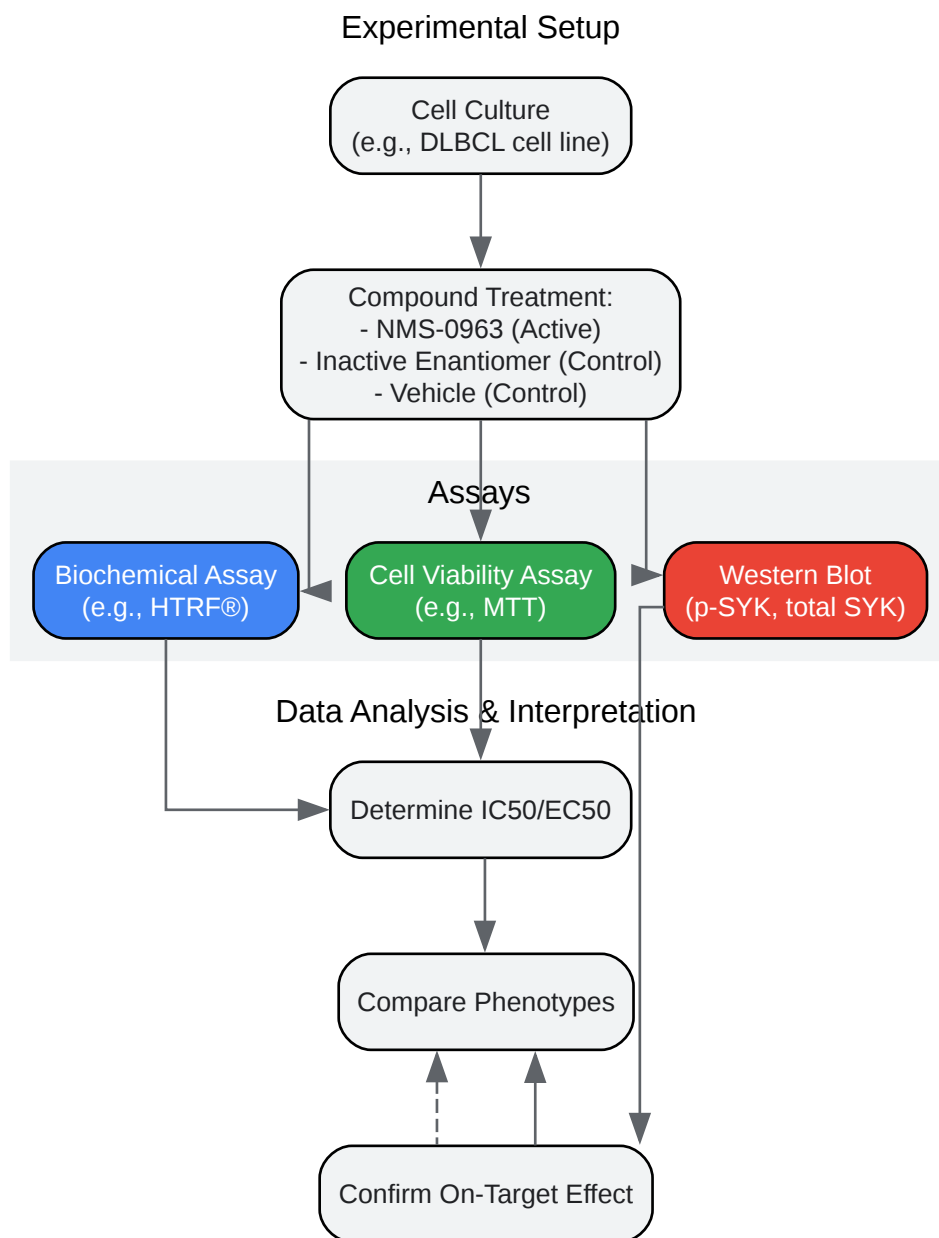 Experimental Setup
Cell Culture
(e.g., DLBCL cell line)
Compound Treatment:
- NMS-0963 (Active)
- Inactive Enantiomer (Control)
- Vehicle (Control)
Assays
Biochemical Assay
(e.g., HTRF®)
Cell Viability Assay
(e.g., MTT)
Western Blot
(p-SYK, total SYK)
Data Analysis & Interpretation
Determine IC50/EC50
Compare Phenotypes
Confirm On-Target Effect